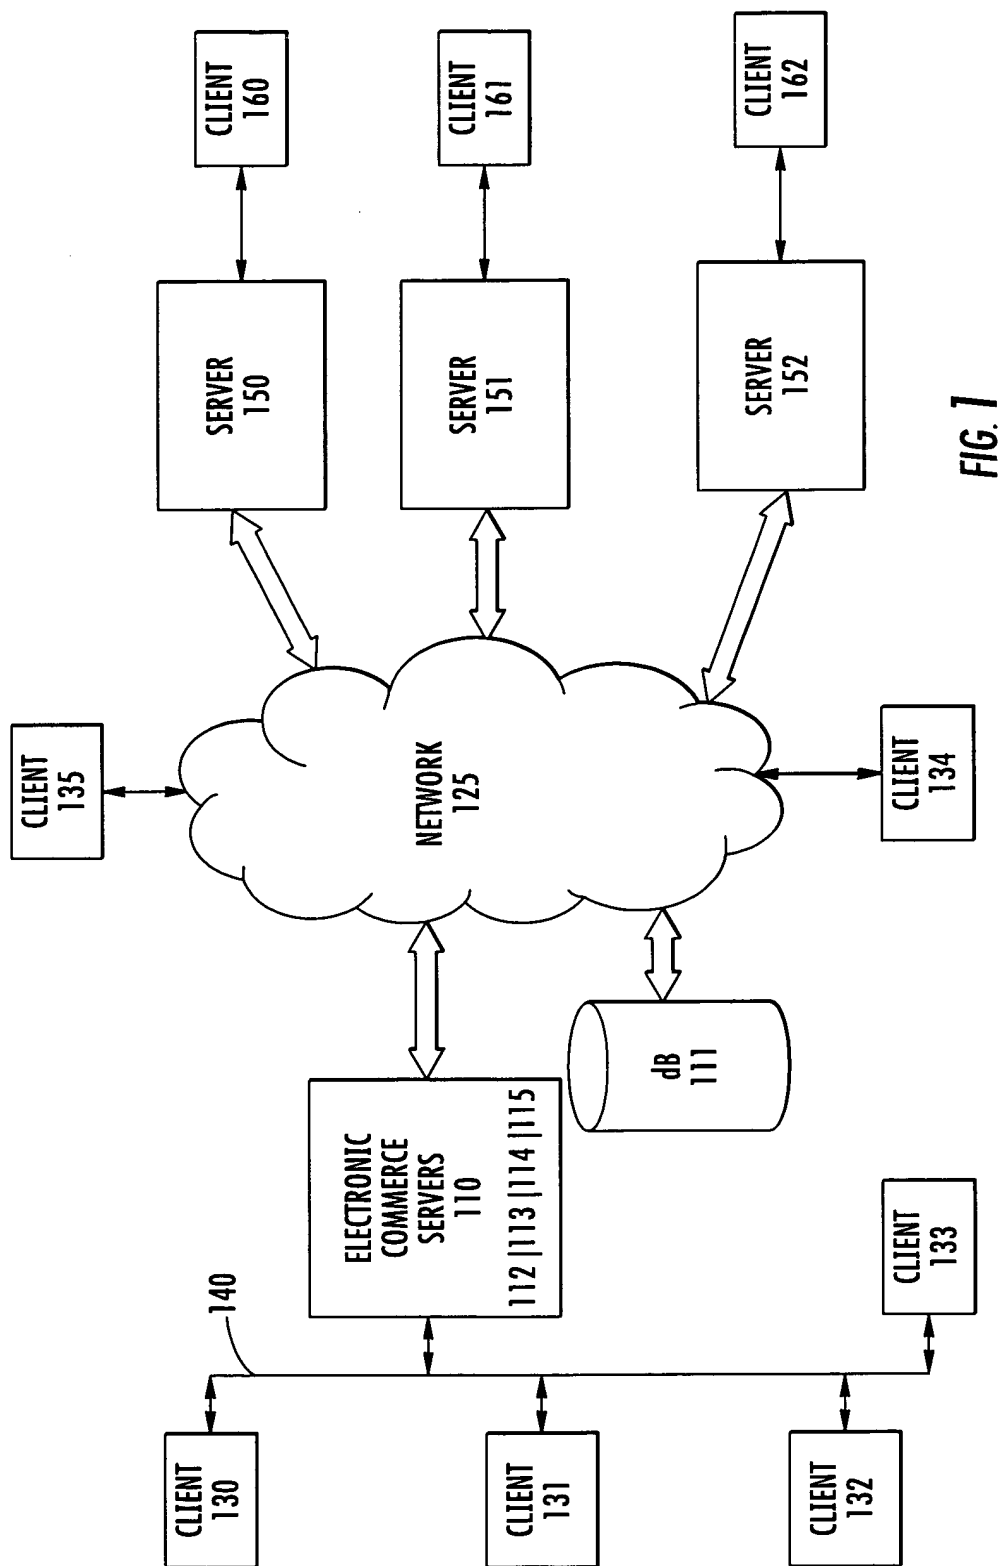 CLIENT
130
CLIENT
131
CLIENT
132
CLIENT
133
140
ELECTRONIC
COMMERCE
SERVERS
110
112 | 113 | 114 | 115
dB
111
CLIENT
135
NETWORK
125
CLIENT
134
SERVER
150
SERVER
151
SERVER
152
CLIENT
160
CLIENT
161
CLIENT
162
FIG. 1